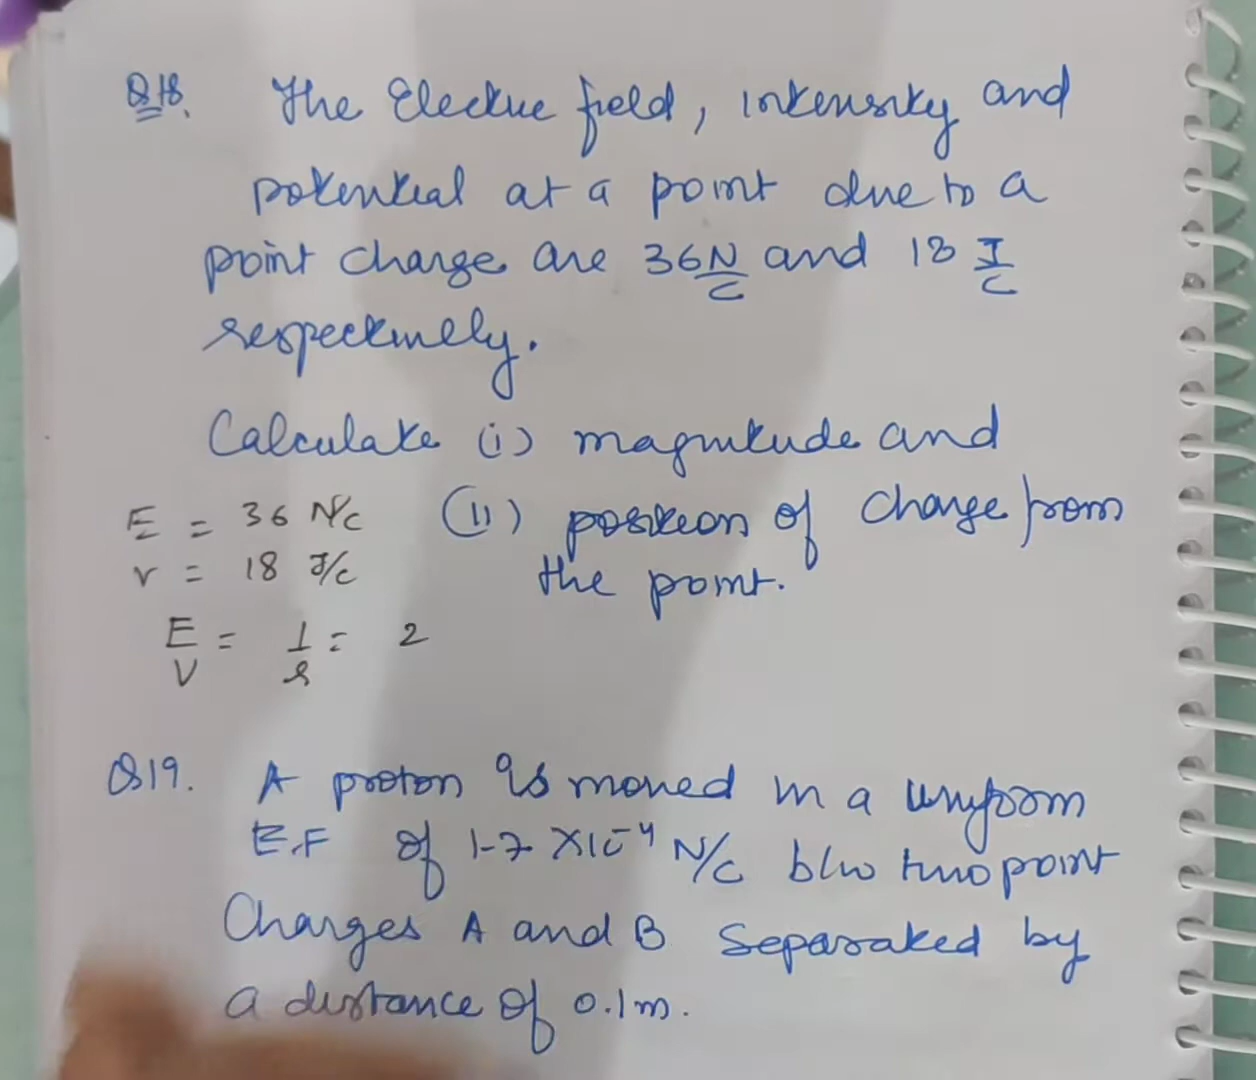 Q18. The Electric field, intensity and
potential at a point due to a
point charge are 36 N/C and 18 J/C
respectively.
Calculate (i) magnitude and
E = 36 N/C (ii) position of charge from
v = 18 J/C the point.
E/V = 1/r = 2
Q19. A proton is moved in a uniform
E.F of 1.7 × 10⁻⁴ N/C b/w two point
Charges A and B separated by
a distance of 0.1m.